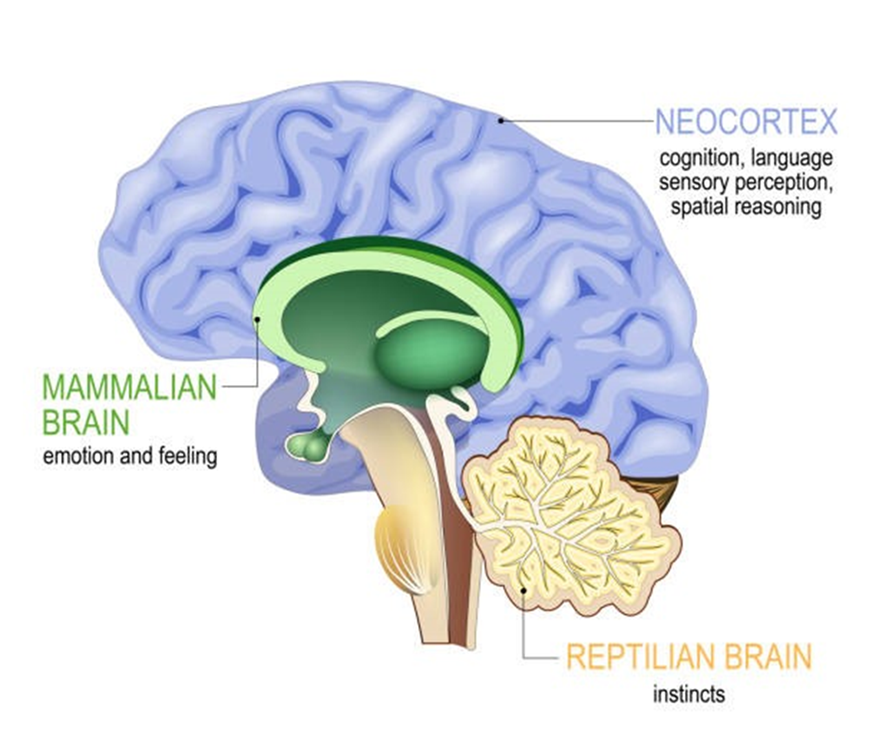 NEOCORTEX
cognition, language
sensory perception,
spatial reasoning
MAMMALIAN
BRAIN
emotion and feeling
REPTILIAN BRAIN
instincts